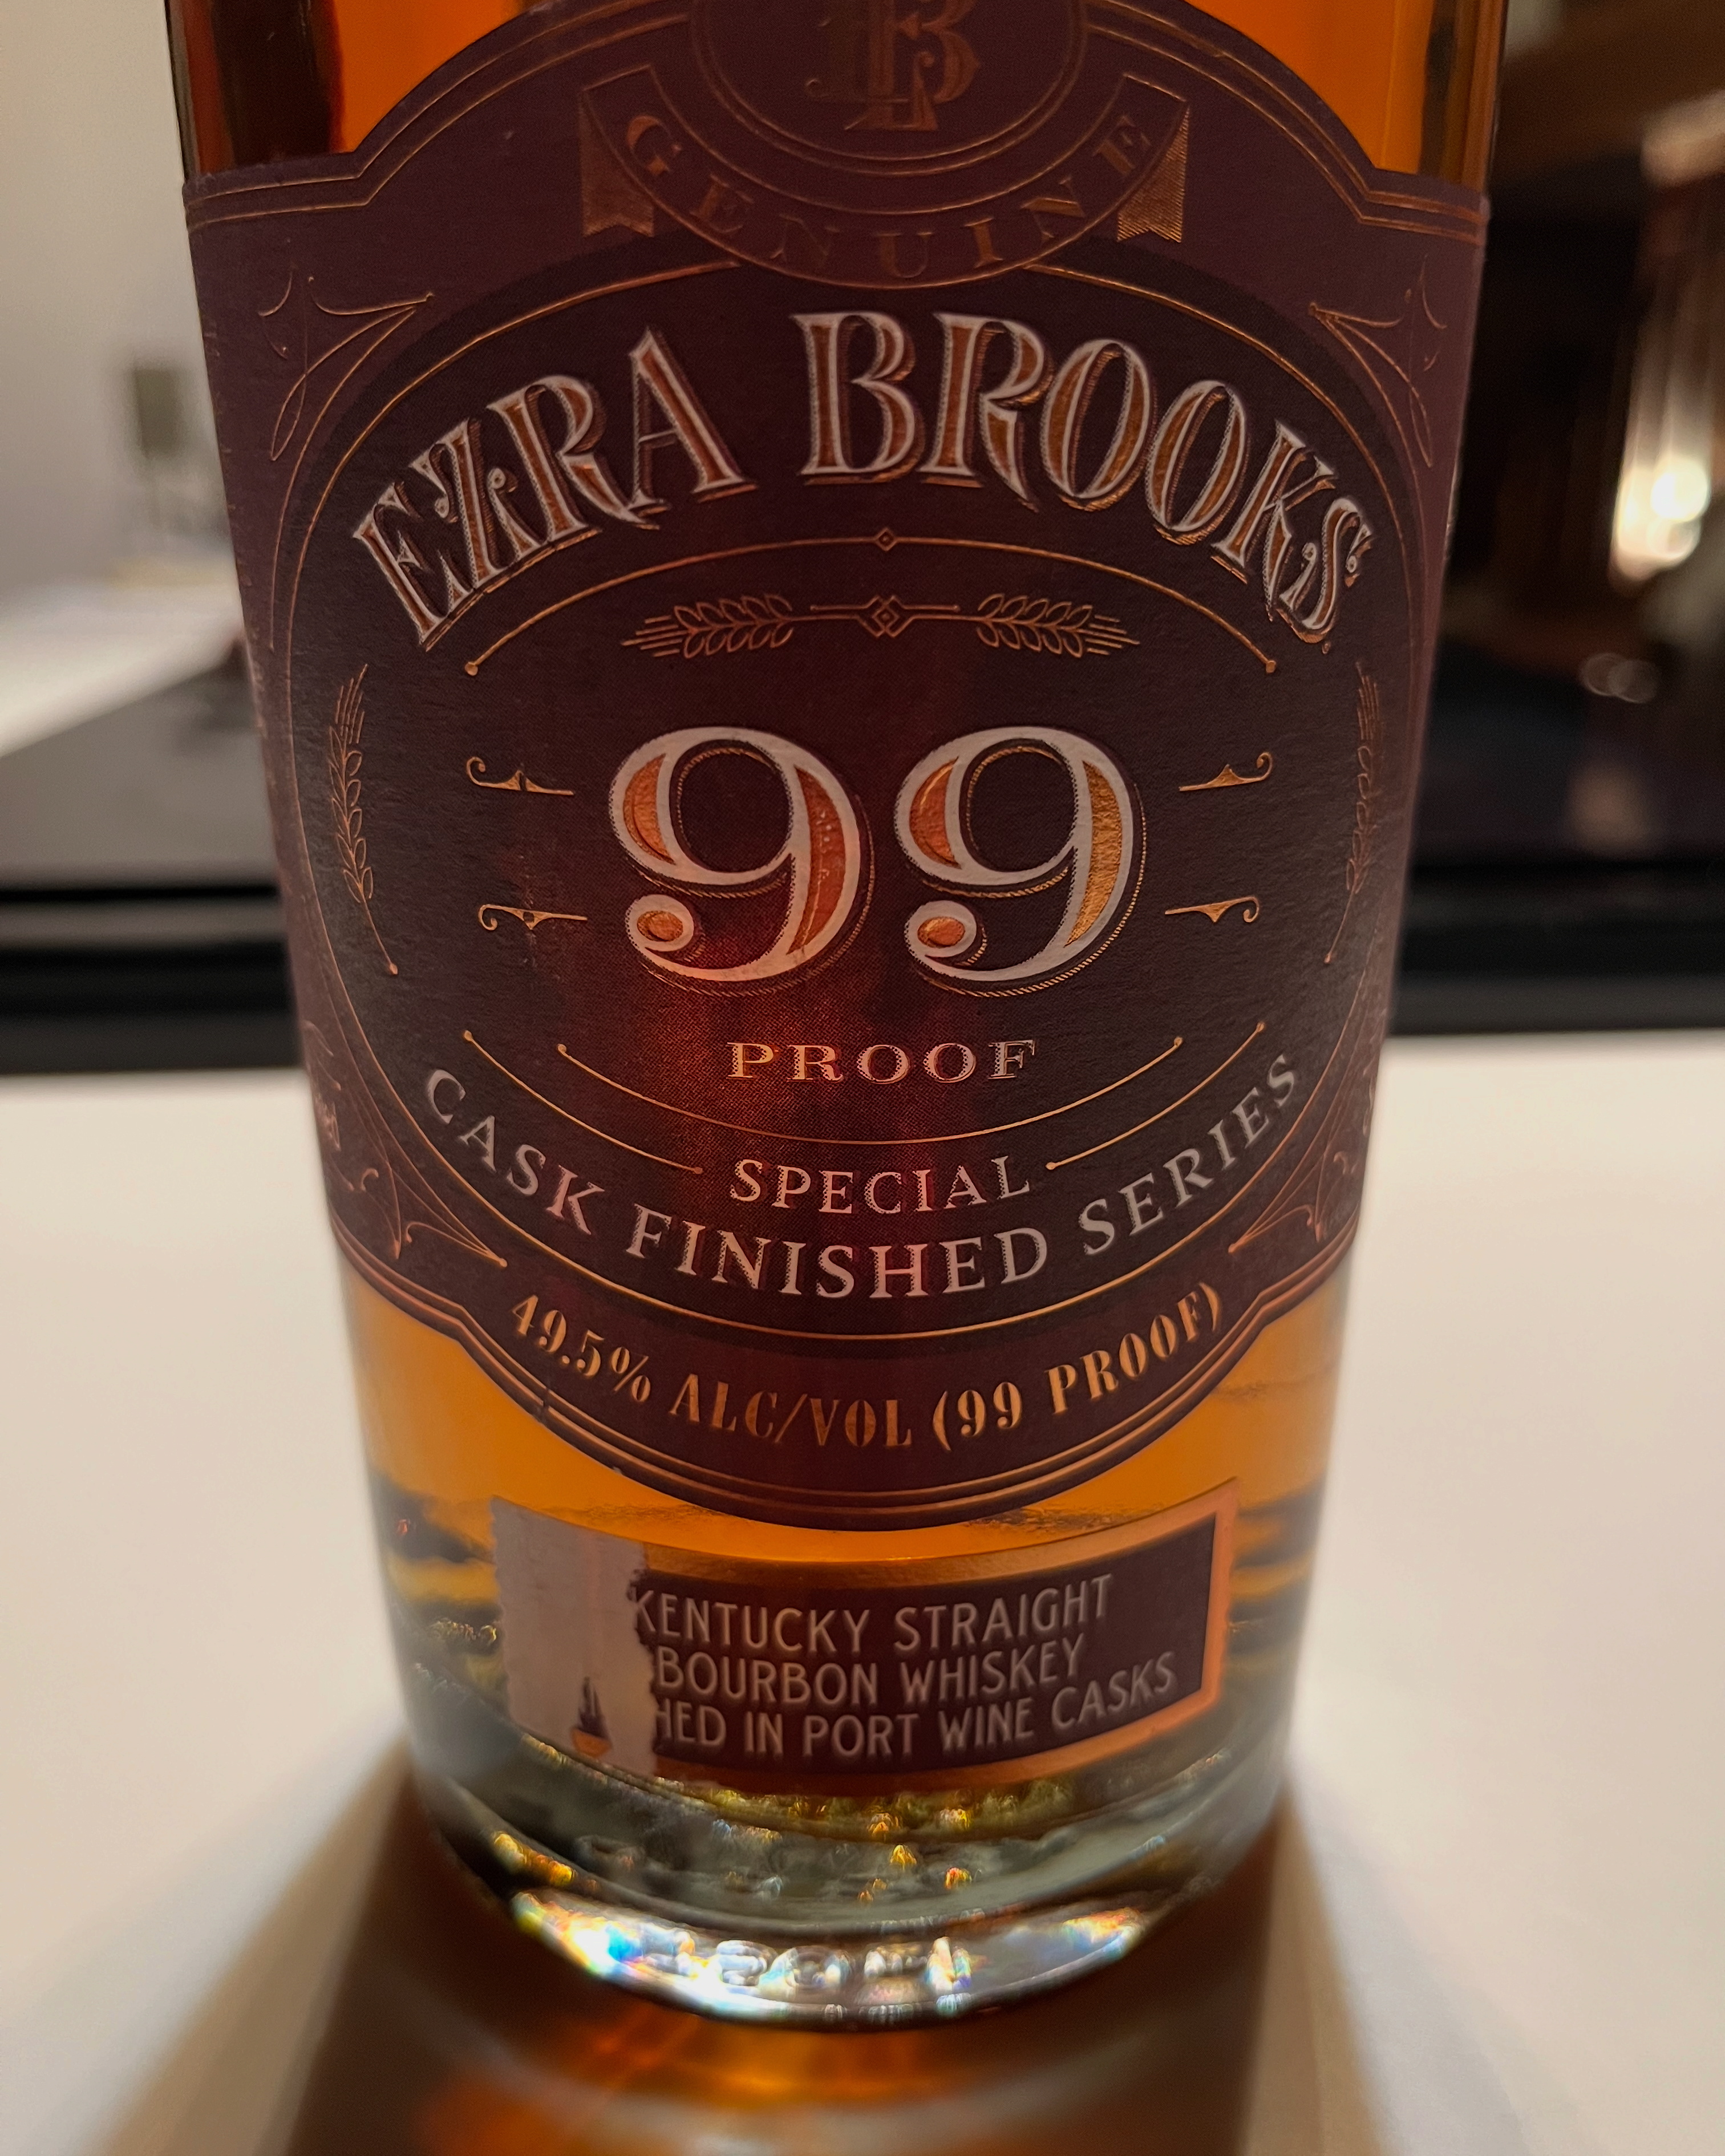 EB
GENUINE
EZRA BROOKS
99
PROOF
SPECIAL
CASK FINISHED SERIES
49.5% ALC/VOL (99 PROOF)
KENTUCKY STRAIGHT
BOURBON WHISKEY
HED IN PORT WINE CASKS